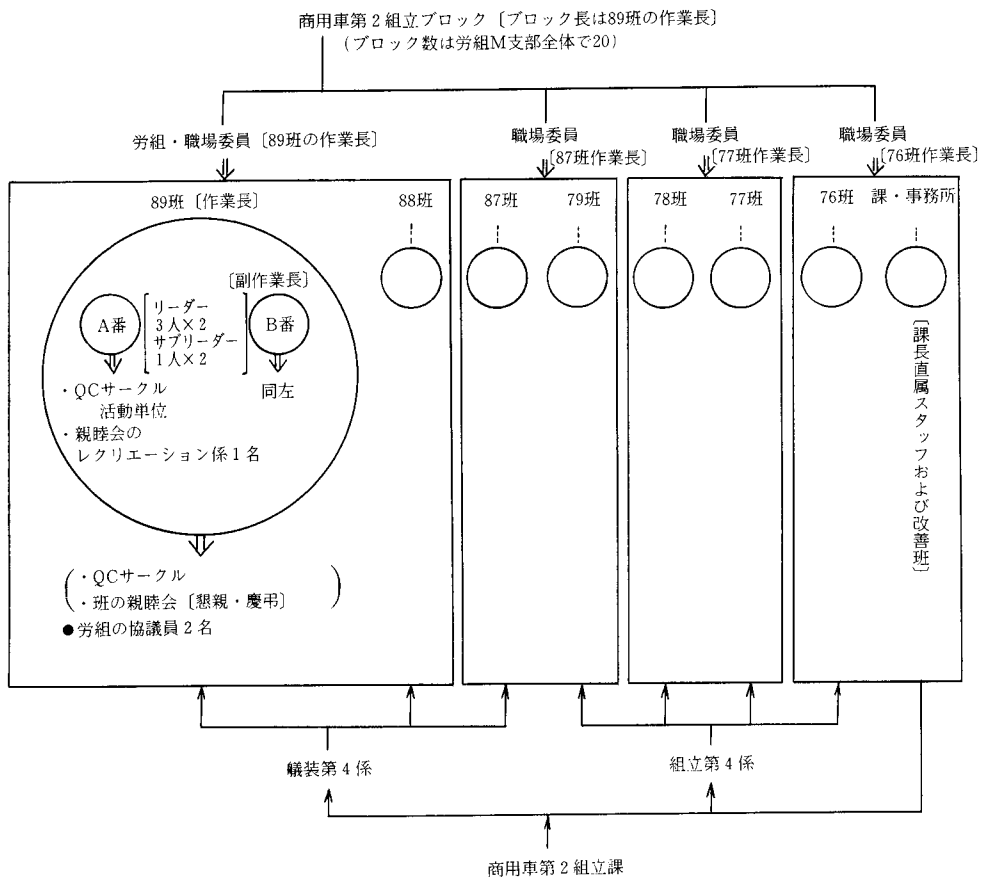 商用車第2組立ブロック〔ブロック長は89班の作業長〕
(ブロック数は労組M支部全体で20)
労組・職場委員〔89班の作業長〕
職場委員
〔87班作業長〕
職場委員
〔77班作業長〕
職場委員
〔76班作業長〕
89班〔作業長〕
88班
87班
79班
78班
77班
76班
課・事務所
〔副作業長〕
A番
リーダー
3人×2
サブリーダー
1人×2
B番
・QCサークル
活動単位
同左
・親睦会の
レクリエーション係1名
〔課長直属スタッフおよび改善班〕
・QCサークル
・班の親睦会〔懇親・慶弔〕
●労組の協議員2名
艤装第4係
組立第4係
商用車第2組立課